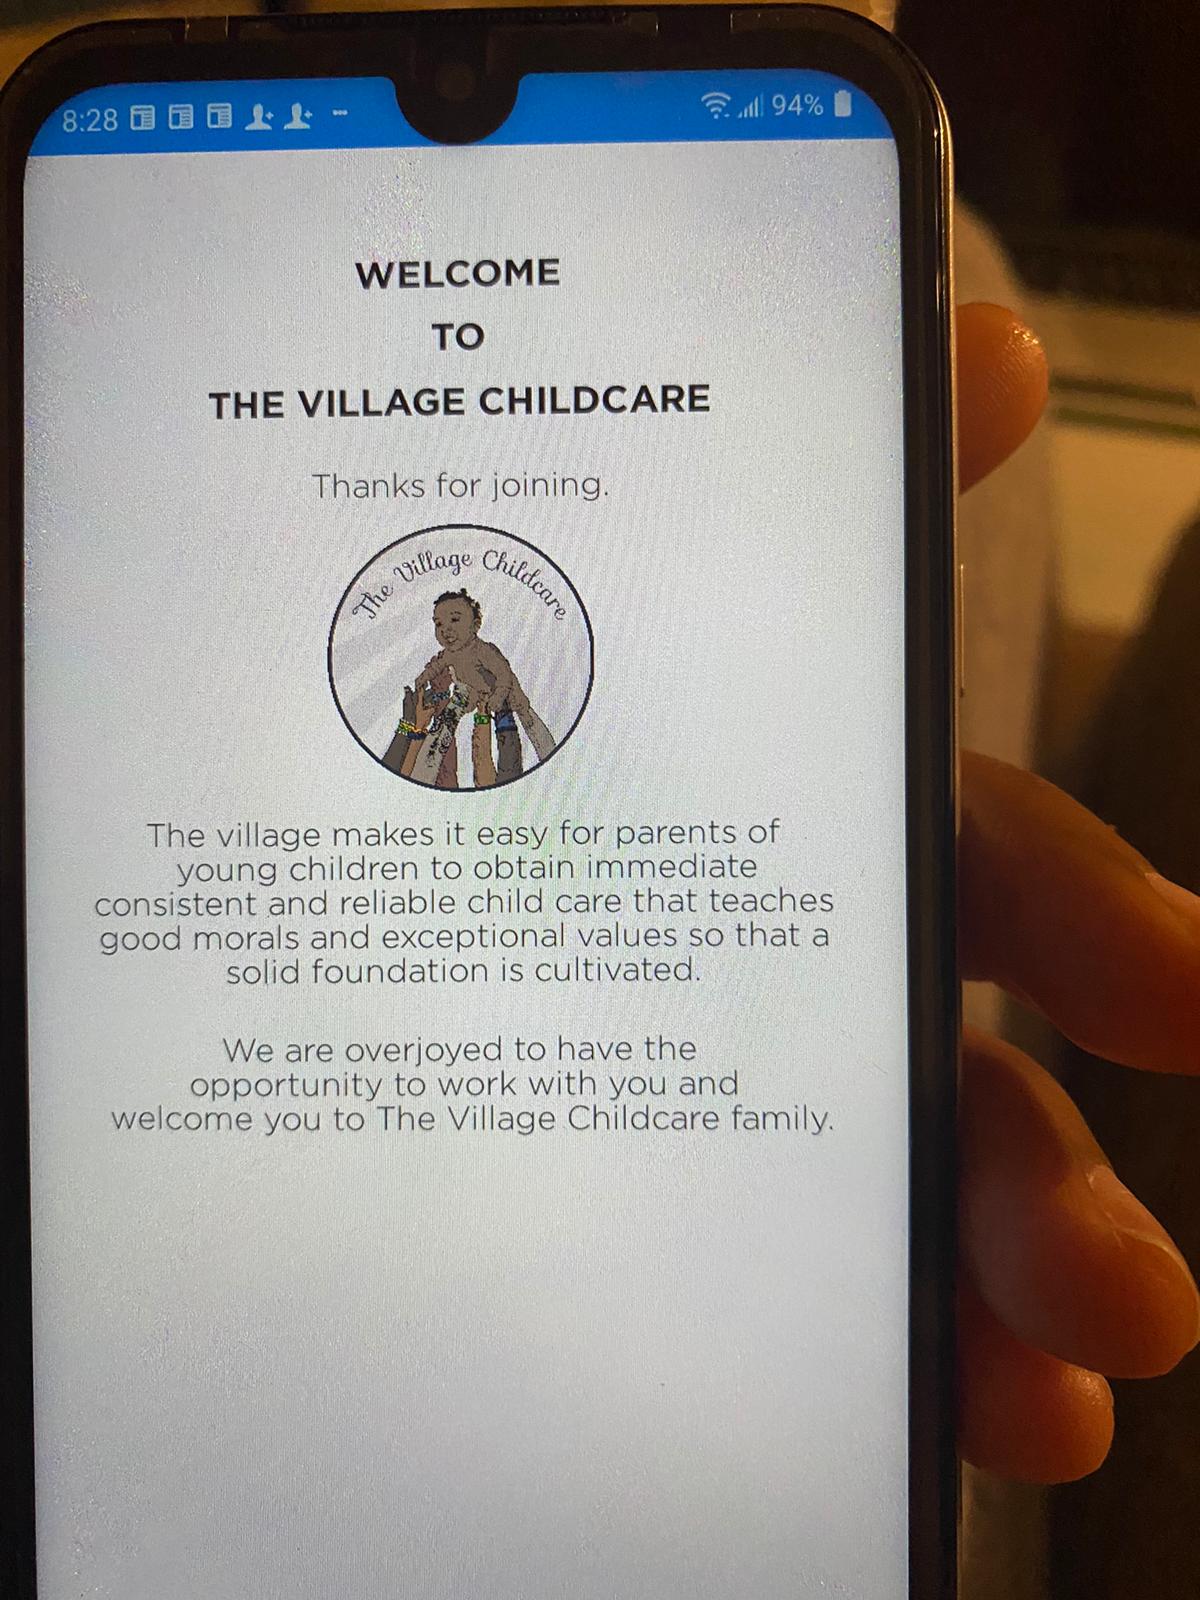 8:28
94%
WELCOME
TO
THE VILLAGE CHILDCARE
Thanks for joining.
The Village Childcare
The village makes it easy for parents of
young children to obtain immediate
consistent and reliable child care that teaches
good morals and exceptional values so that a
solid foundation is cultivated.
We are overjoyed to have the
opportunity to work with you and
welcome you to The Village Childcare family.